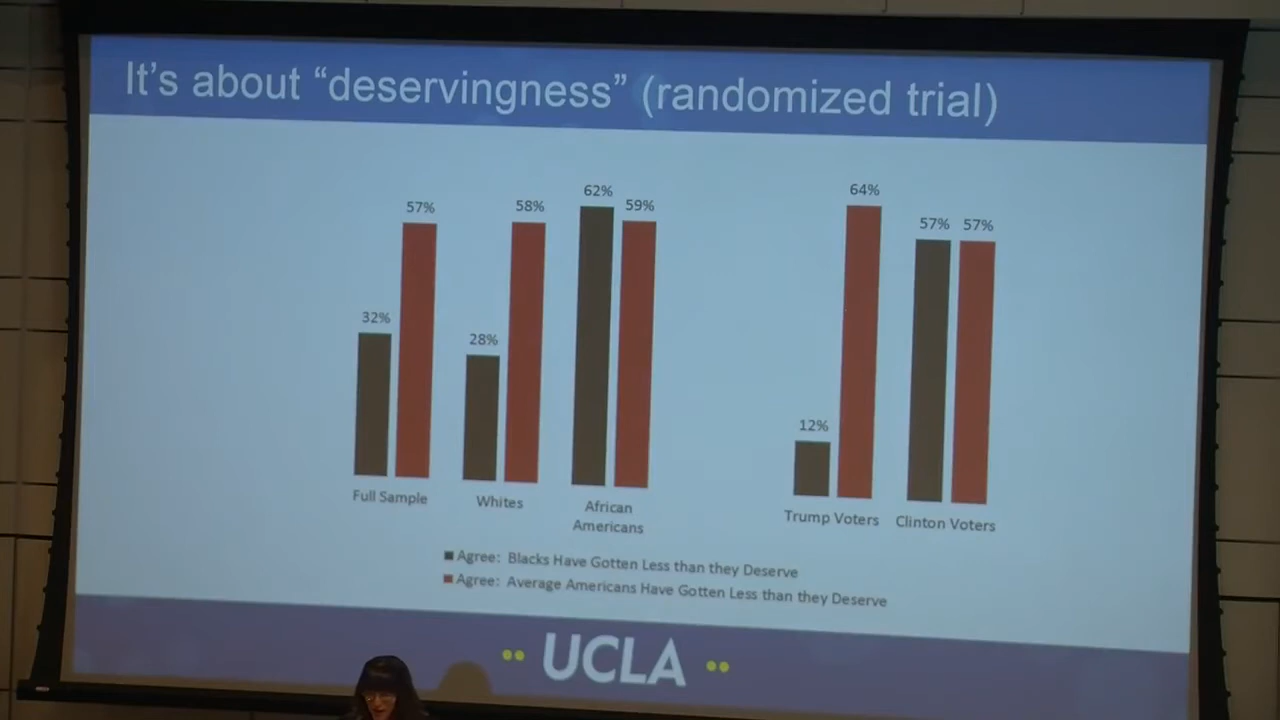 It's about “deservingness” (randomized trial)
62%
64%
57%
58%
59%
57%
57%
32%
28%
12%
Full Sample
Whites
African
Americans
Trump Voters
Clinton Voters
Agree: Blacks Have Gotten Less than they Deserve
Agree: Average Americans Have Gotten Less than they Deserve
UCLA